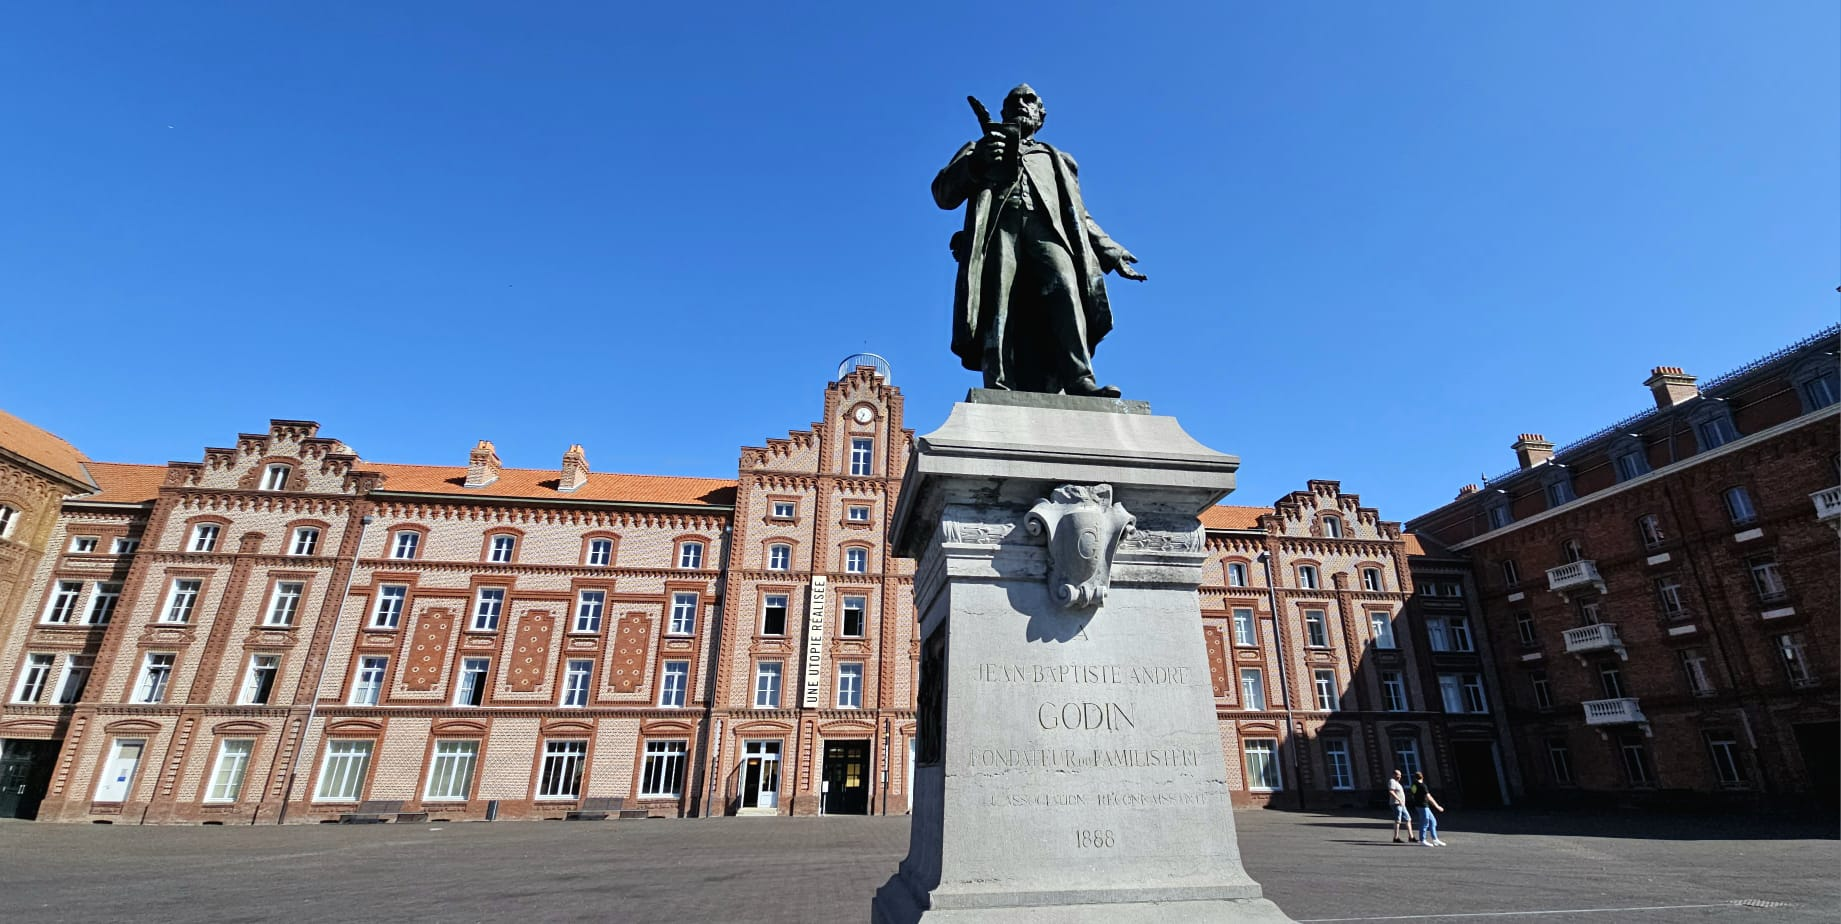 UNE UTOPIE RÉALISÉE
G
A
JEAN BAPTISTE ANDRÉ
GODIN
FONDATEUR DU FAMILISTÈRE
L'ASSOCIATION RECONNAISSANTE
1888